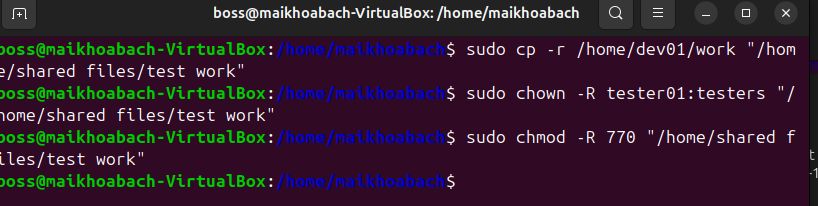 boss@maikhoabach-VirtualBox: /home/maikhoabach
boss@maikhoabach-VirtualBox:/home/maikhoabach$ sudo cp -r /home/dev01/work "/hom
e/shared files/test work"
boss@maikhoabach-VirtualBox:/home/maikhoabach$ sudo chown -R tester01:testers "/
home/shared files/test work"
boss@maikhoabach-VirtualBox:/home/maikhoabach$ sudo chmod -R 770 "/home/shared f
iles/test work"
boss@maikhoabach-VirtualBox:/home/maikhoabach$